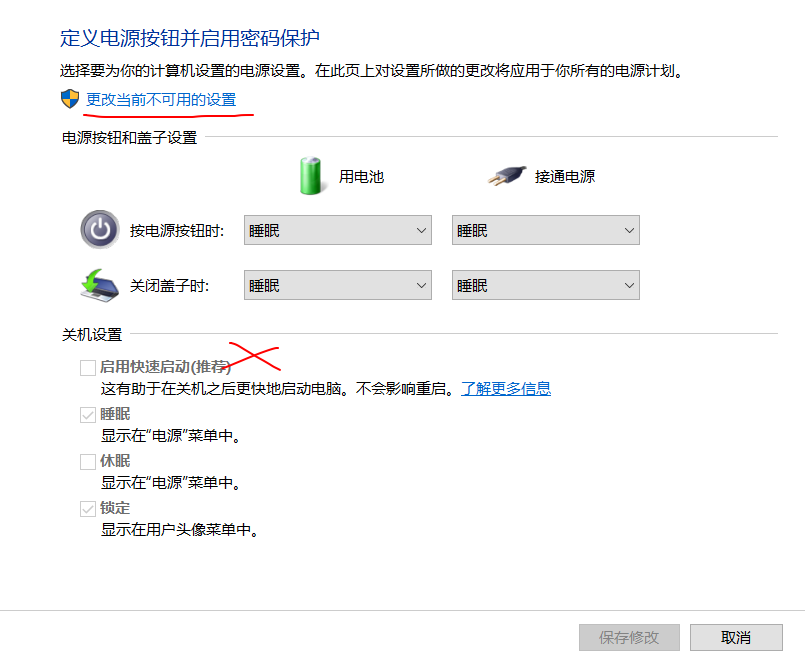 定义电源按钮并启用密码保护
选择要为你的计算机设置的电源设置。在此页上对设置所做的更改将应用于你所有的电源计划。
更改当前不可用的设置
电源按钮和盖子设置
用电池 接通电源
按电源按钮时: 睡眠 睡眠
关闭盖子时: 睡眠 睡眠
关机设置
启用快速启动(推荐)
这有助于在关机之后更快地启动电脑。不会影响重启。了解更多信息
睡眠
显示在"电源"菜单中。
休眠
显示在"电源"菜单中。
锁定
显示在用户头像菜单中。
保存修改 取消